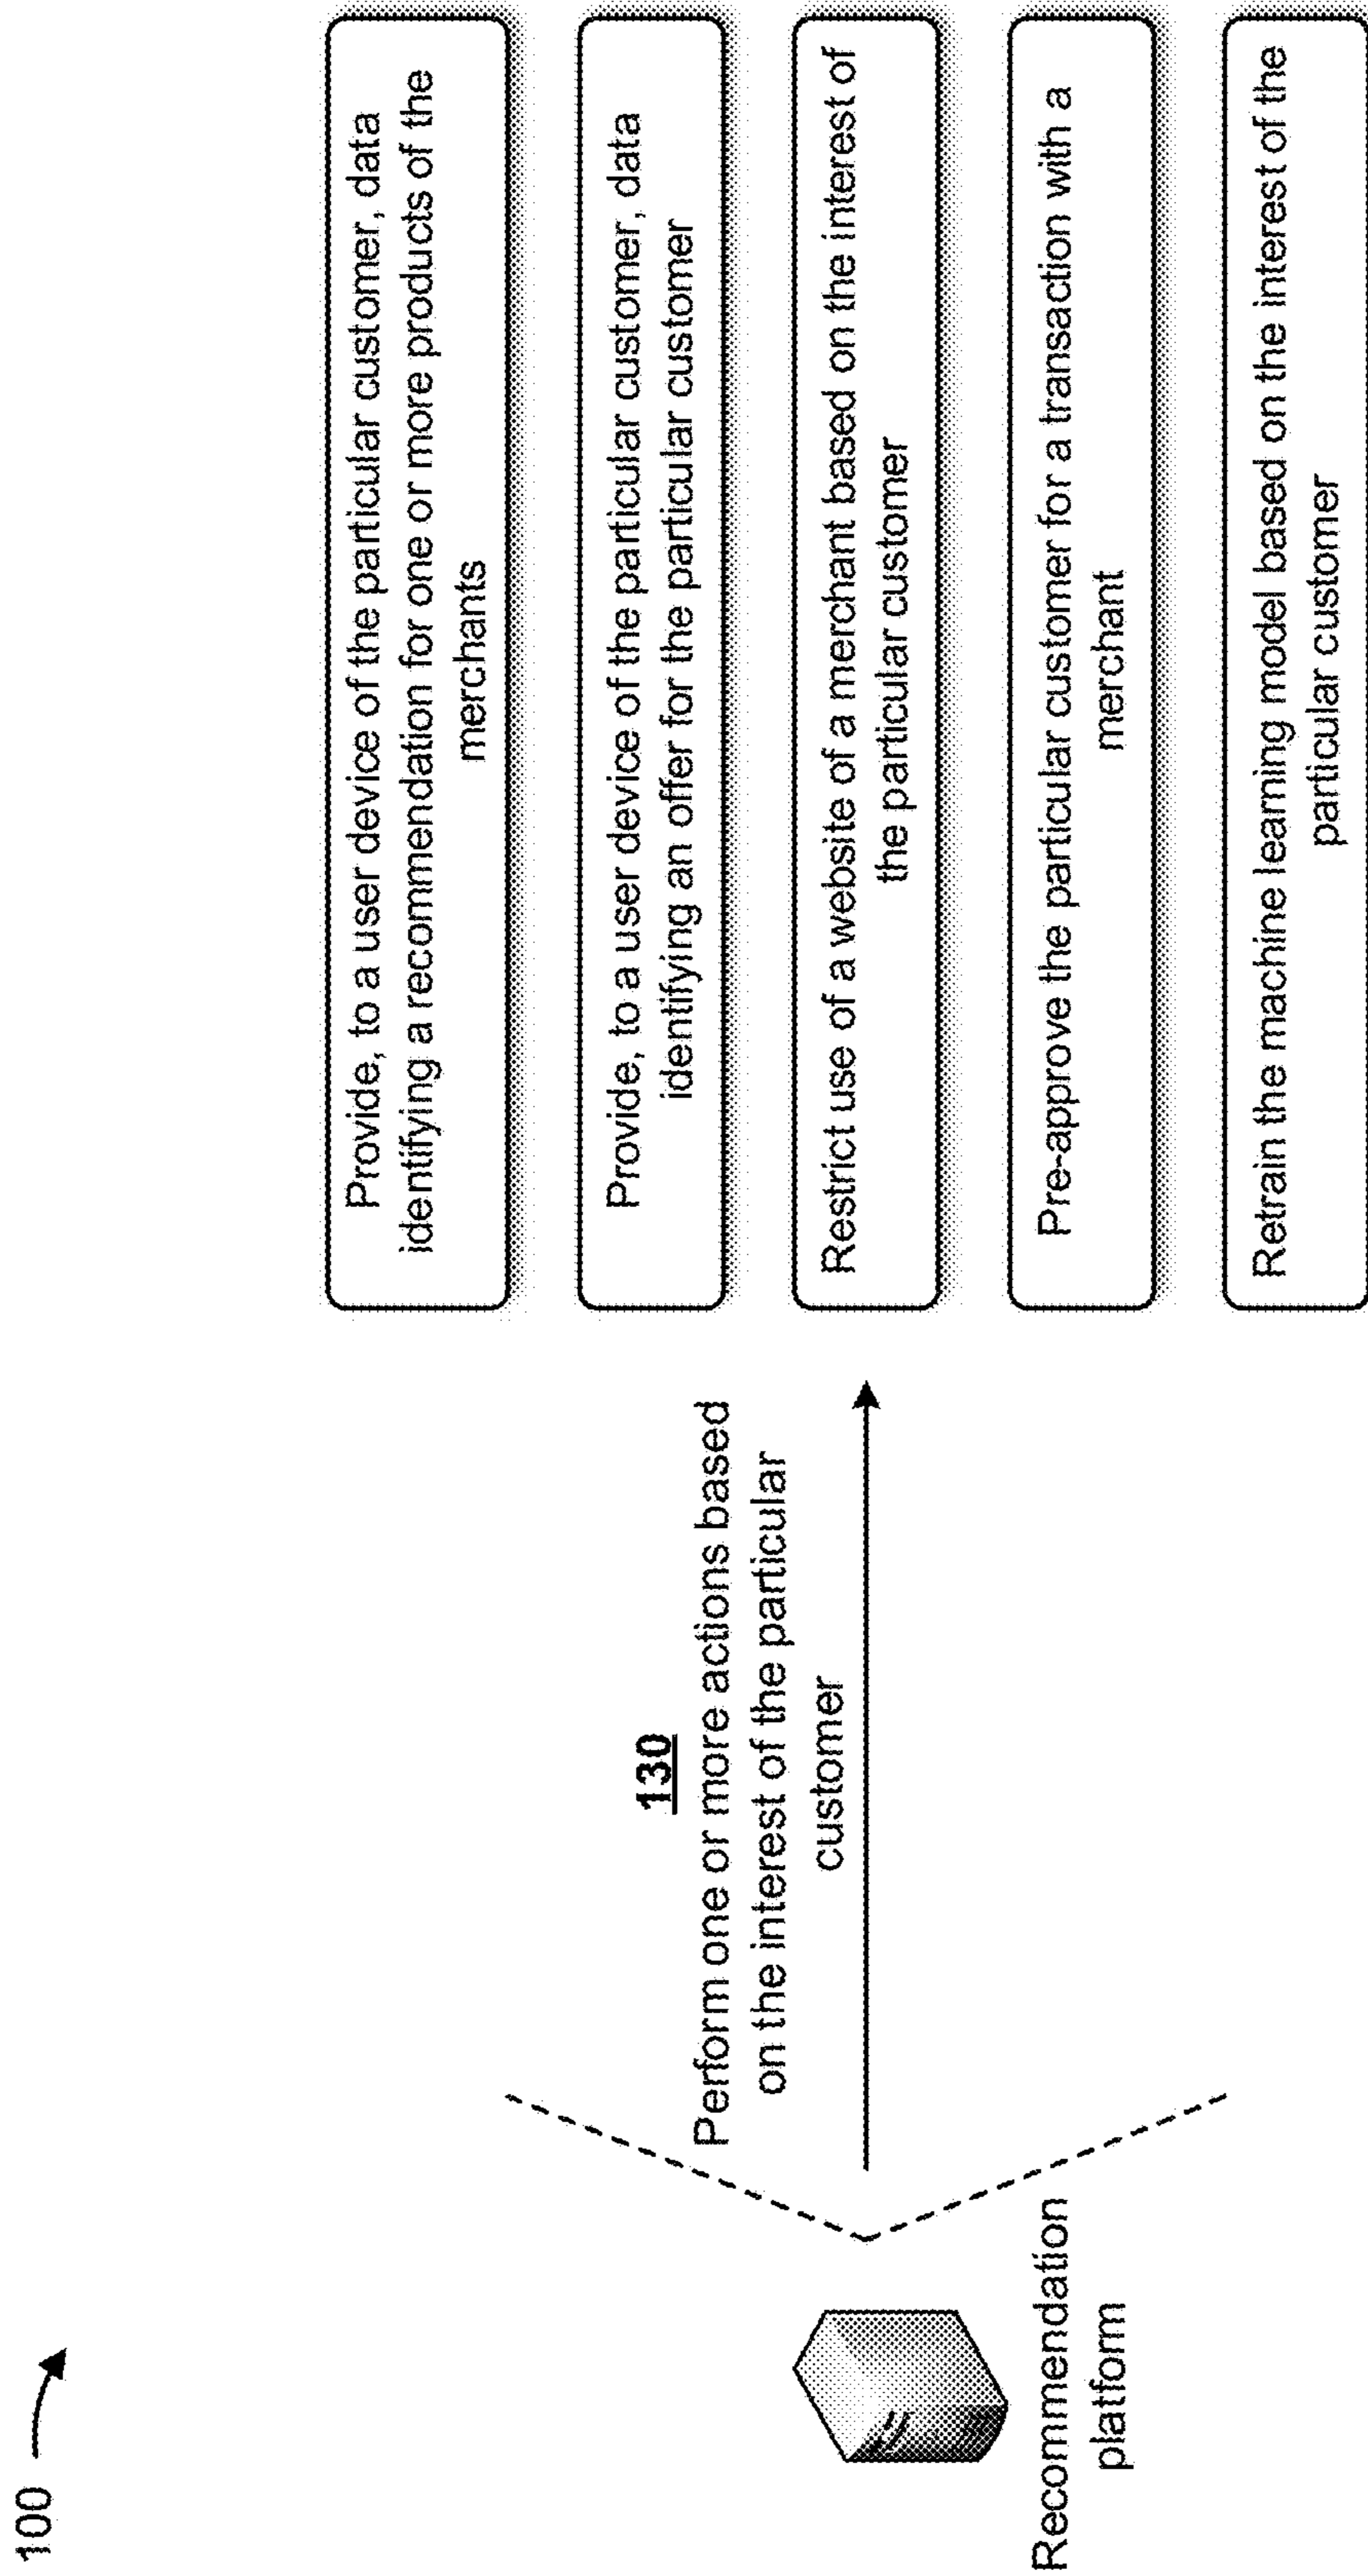 100
130
Perform one or more actions based
on the interest of the particular
customer
Recommendation
platform
Provide, to a user device of the particular customer, data
identifying a recommendation for one or more products of the
merchants
Provide, to a user device of the particular customer, data
identifying an offer for the particular customer
Restrict use of a website of a merchant based on the interest of
the particular customer
Pre-approve the particular customer for a transaction with a
merchant
Retrain the machine learning model based on the interest of the
particular customer